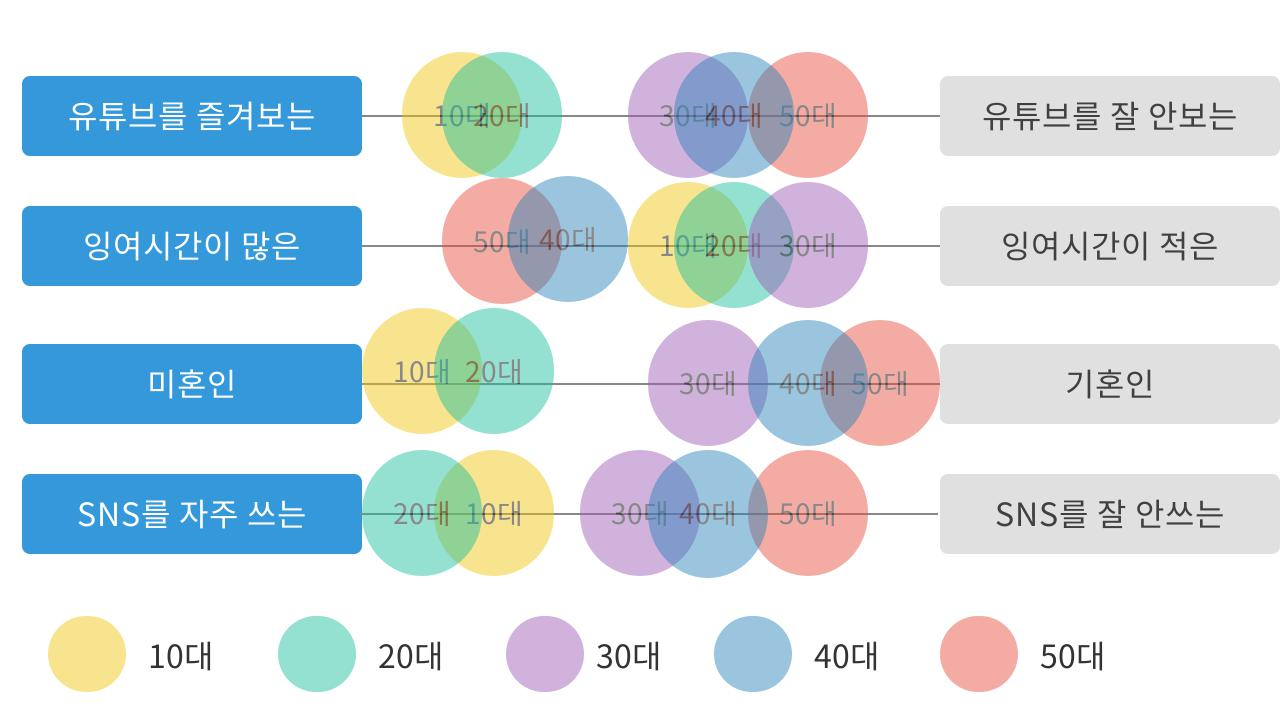 유튜브를 즐겨보는 10대 20대 30대 40대 50대 유튜브를 잘 안보는
잉여시간이 많은 50대 40대 10대 20대 30대 잉여시간이 적은
미혼인 10대 20대 30대 40대 50대 기혼인
SNS를 자주 쓰는 20대 10대 30대 40대 50대 SNS를 잘 안쓰는
10대 20대 30대 40대 50대